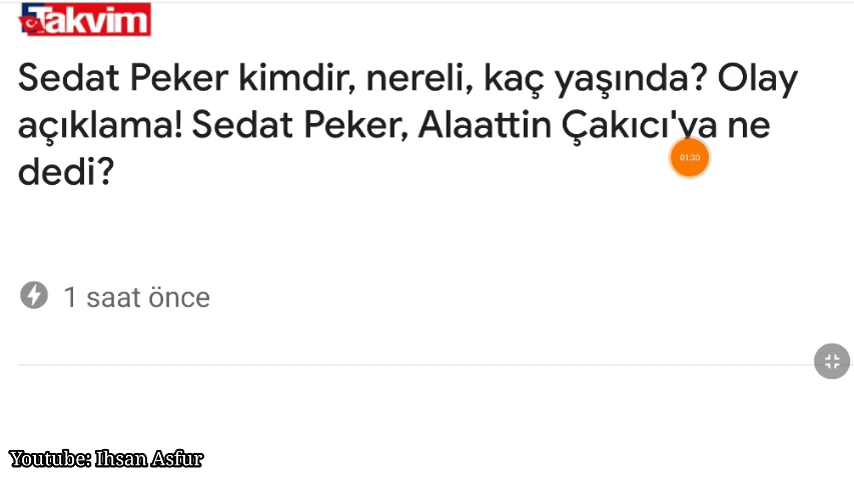 Takvim
Sedat Peker kimdir, nereli, kaç yaşında? Olay
açıklama! Sedat Peker, Alaattin Çakıcı'ya ne
01:30
dedi?
1 saat önce
Youtube: Ihsan Asfur